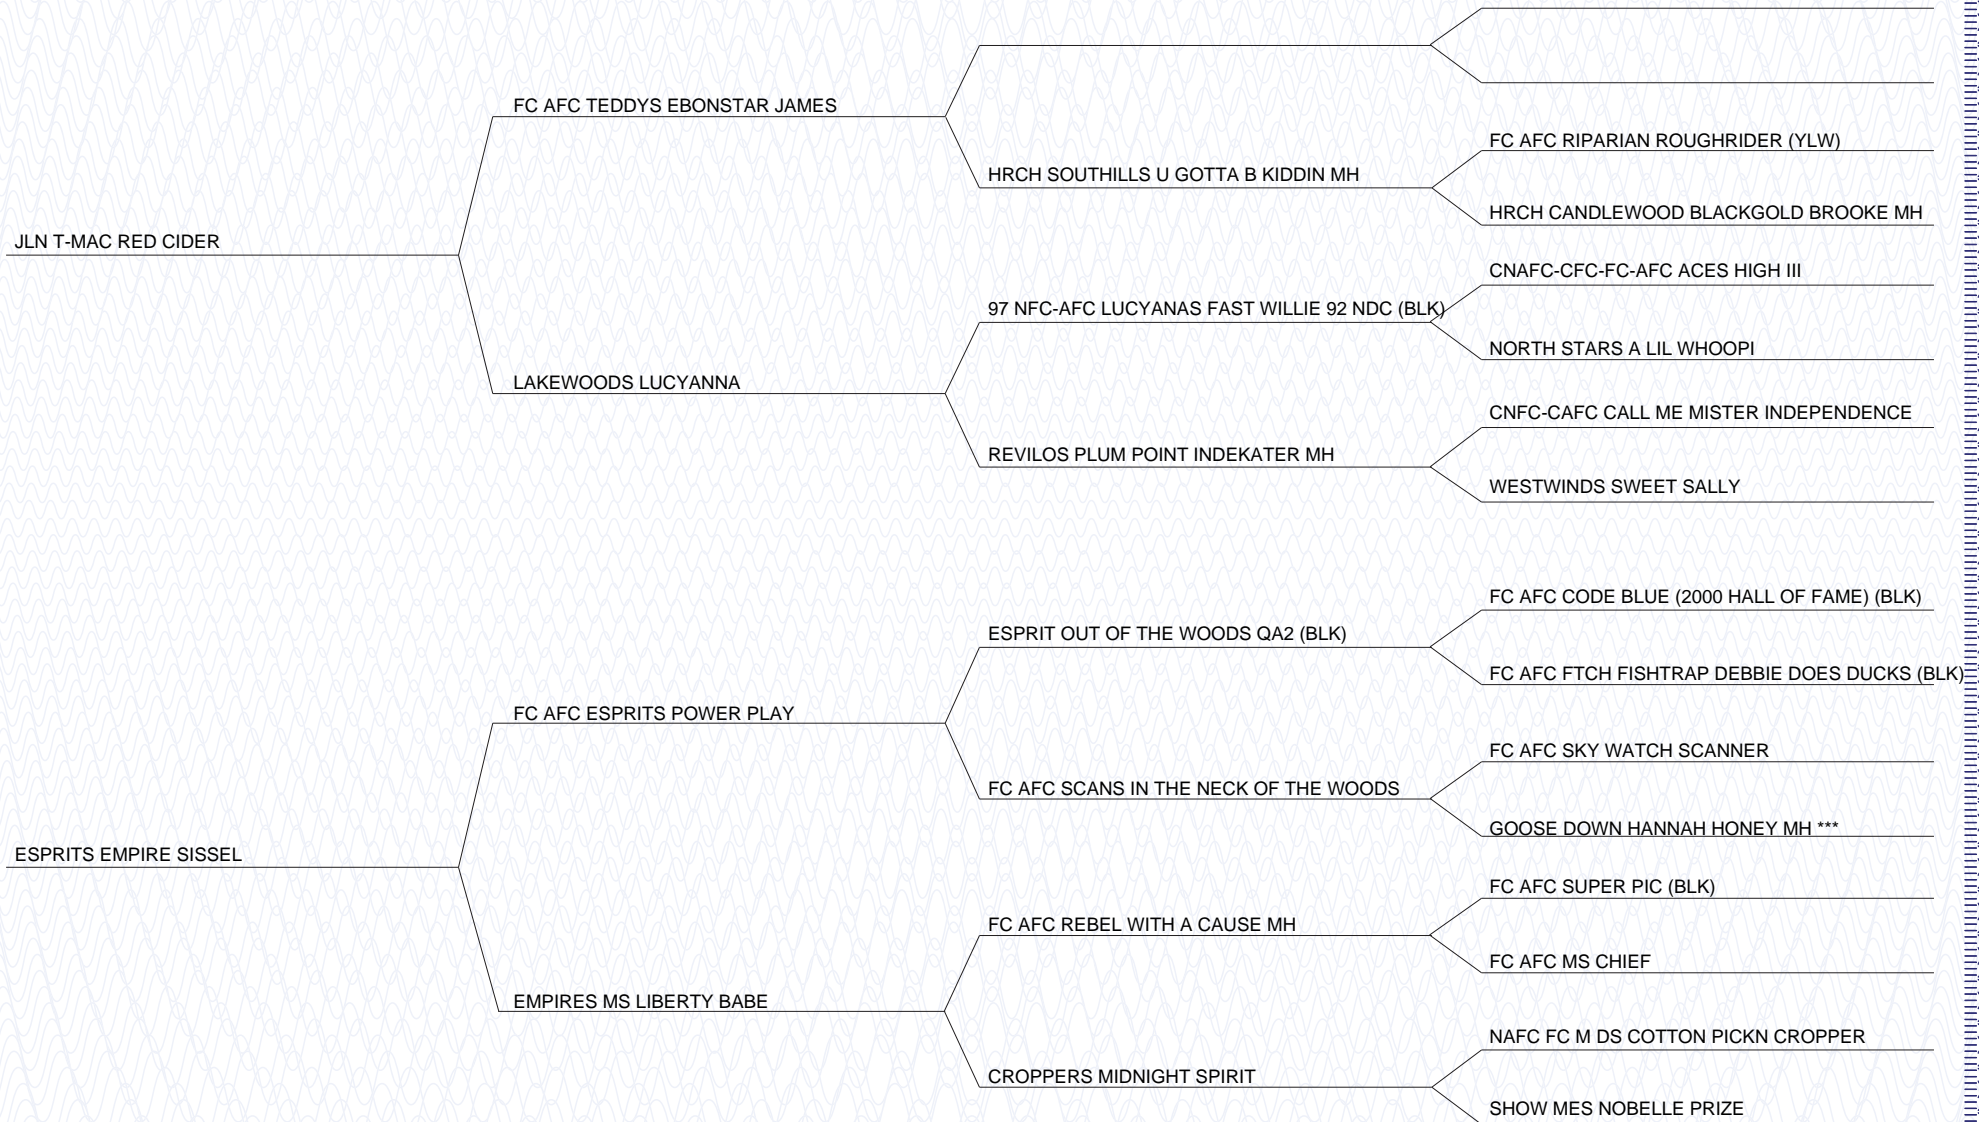 FC AFC TEDDYS EBONSTAR JAMES
FC AFC RIPARIAN ROUGHRIDER (YLW)
HRCH SOUTHILLS U GOTTA B KIDDIN MH
HRCH CANDLEWOOD BLACKGOLD BROOKE MH
JLN T-MAC RED CIDER
CNAFC-CFC-FC-AFC ACES HIGH III
97 NFC-AFC LUCYANAS FAST WILLIE 92 NDC (BLK)
NORTH STARS A LIL WHOOPI
LAKEWOODS LUCYANNA
CNFC-CAFC CALL ME MISTER INDEPENDENCE
REVILOS PLUM POINT INDEKATER MH
WESTWINDS SWEET SALLY
FC AFC CODE BLUE (2000 HALL OF FAME) (BLK)
ESPRIT OUT OF THE WOODS QA2 (BLK)
FC AFC FTCH FISHTRAP DEBBIE DOES DUCKS (BLK)
FC AFC ESPRITS POWER PLAY
FC AFC SKY WATCH SCANNER
FC AFC SCANS IN THE NECK OF THE WOODS
GOOSE DOWN HANNAH HONEY MH ***
ESPRITS EMPIRE SISSEL
FC AFC SUPER PIC (BLK)
FC AFC REBEL WITH A CAUSE MH
FC AFC MS CHIEF
EMPIRES MS LIBERTY BABE
NAFC FC M DS COTTON PICKN CROPPER
CROPPERS MIDNIGHT SPIRIT
SHOW MES NOBELLE PRIZE